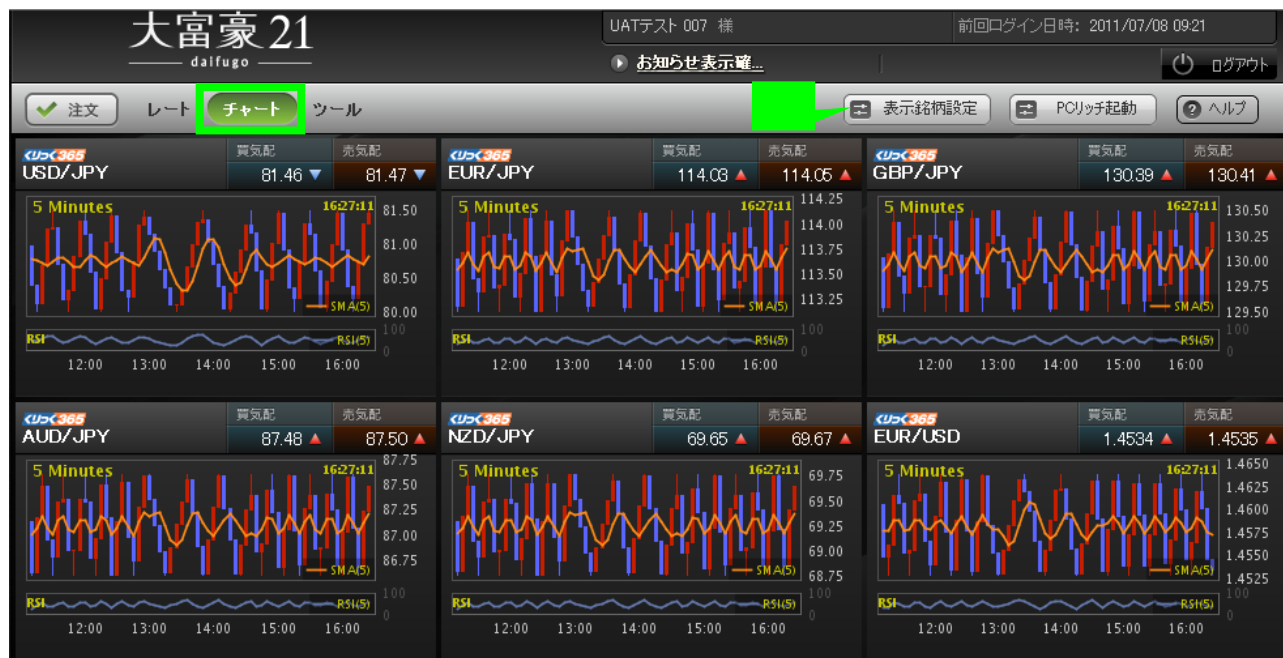 大富豪21
daifugo
UATテスト 007 様
前回ログイン日時: 2011/07/08 09:21
お知らせ表示確...
ログアウト
注文 レート チャート ツール
表示銘柄設定 PCリッチ起動 ? ヘルプ
くりっく365 買気配 売気配
USD/JPY 81.46 ▼ 81.47 ▼
5 Minutes 16:27:11
81.50
81.00
80.50
80.00
SMA(5)
RSI RSI(5)
100
0
12:00 13:00 14:00 15:00 16:00
くりっく365 買気配 売気配
EUR/JPY 114.03 ▲ 114.05 ▲
5 Minutes 16:27:11
114.25
114.00
113.75
113.50
113.25
SMA(5)
RSI RSI(5)
100
0
12:00 13:00 14:00 15:00 16:00
くりっく365 買気配 売気配
GBP/JPY 130.39 ▲ 130.41 ▲
5 Minutes 16:27:11
130.50
130.25
130.00
129.75
129.50
SMA(5)
RSI RSI(5)
100
0
12:00 13:00 14:00 15:00 16:00
くりっく365 買気配 売気配
AUD/JPY 87.48 ▲ 87.50 ▲
5 Minutes 16:27:11
87.75
87.50
87.25
87.00
86.75
SMA(5)
RSI RSI(5)
100
0
12:00 13:00 14:00 15:00 16:00
くりっく365 買気配 売気配
NZD/JPY 69.65 ▲ 69.67 ▲
5 Minutes 16:27:11
69.75
69.50
69.25
69.00
68.75
SMA(5)
RSI RSI(5)
100
0
12:00 13:00 14:00 15:00 16:00
くりっく365 買気配 売気配
EUR/USD 1.4534 ▲ 1.4535 ▲
5 Minutes 16:27:11
1.4650
1.4625
1.4600
1.4575
1.4550
1.4525
SMA(5)
RSI RSI(5)
100
0
12:00 13:00 14:00 15:00 16:00